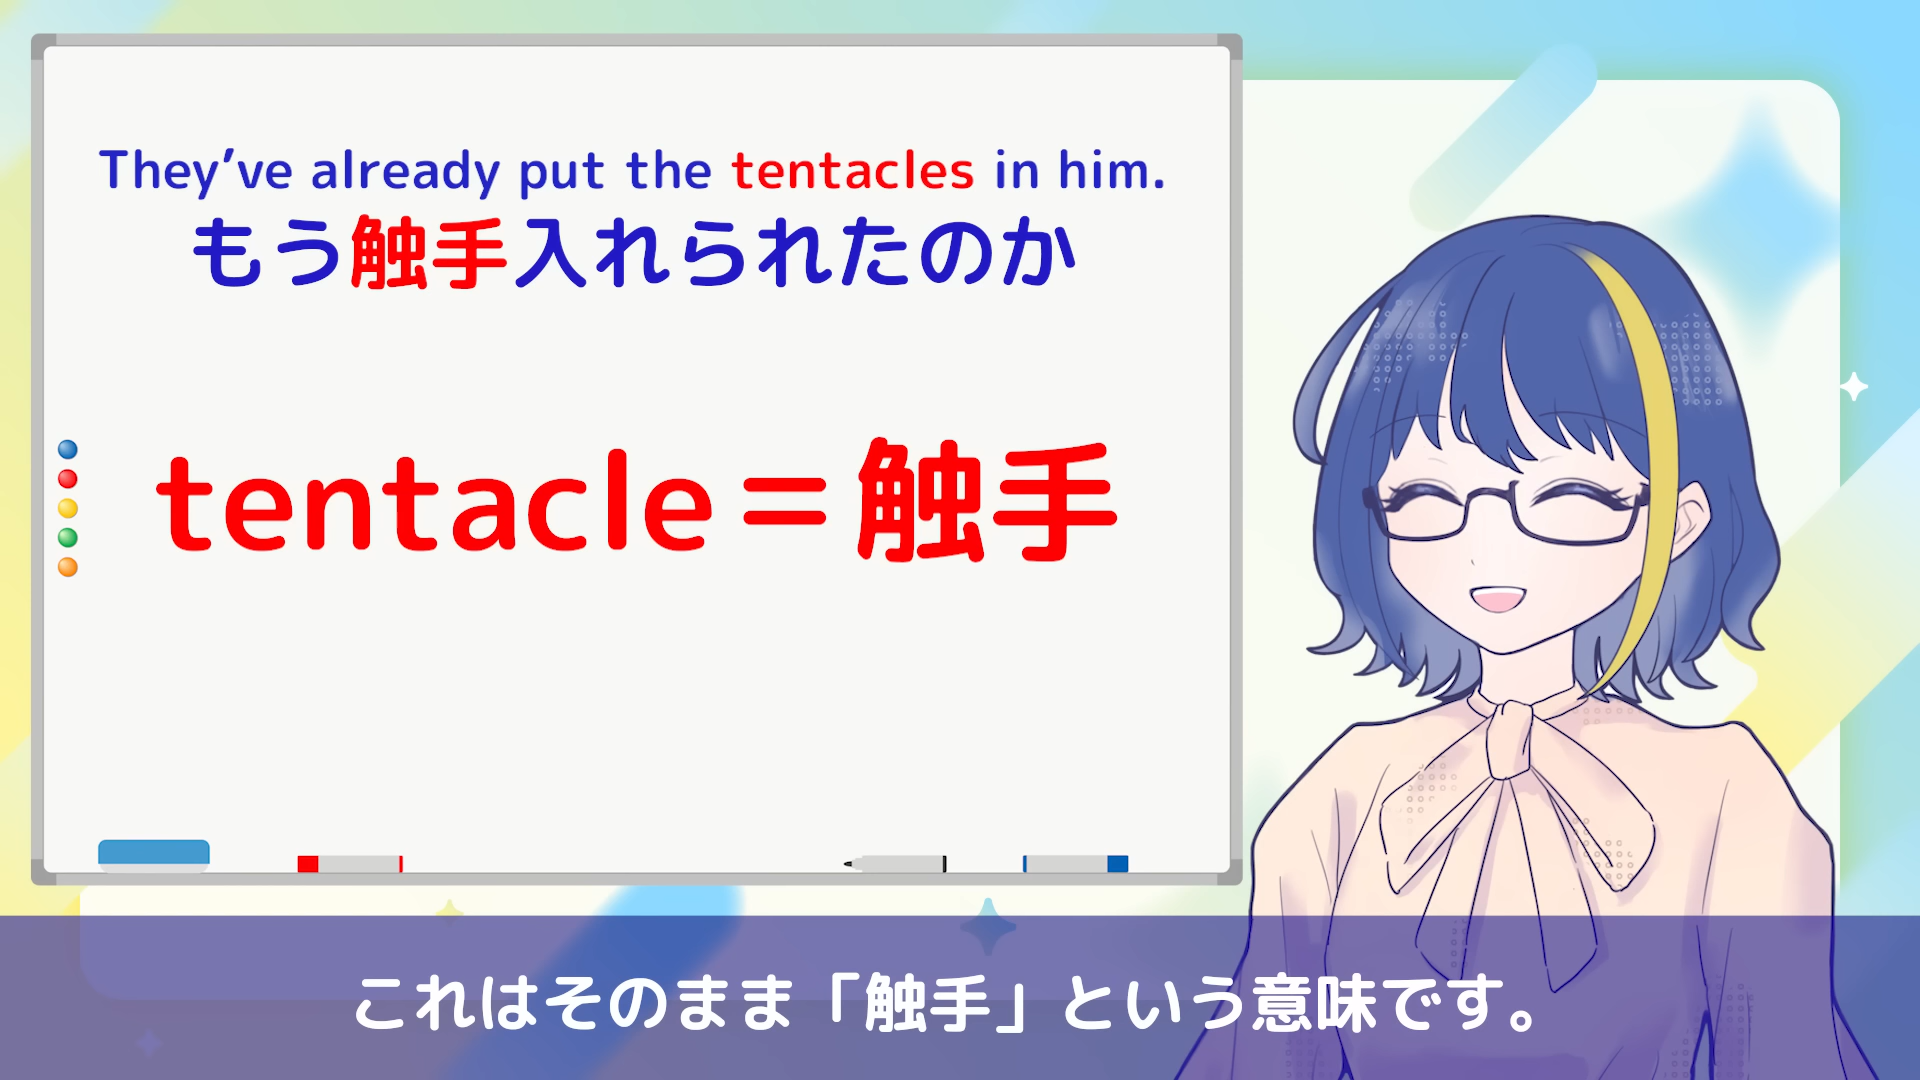 They’ve already put the tentacles in him.
もう触手入れられたのか
tentacle＝触手
これはそのまま「触手」という意味です。